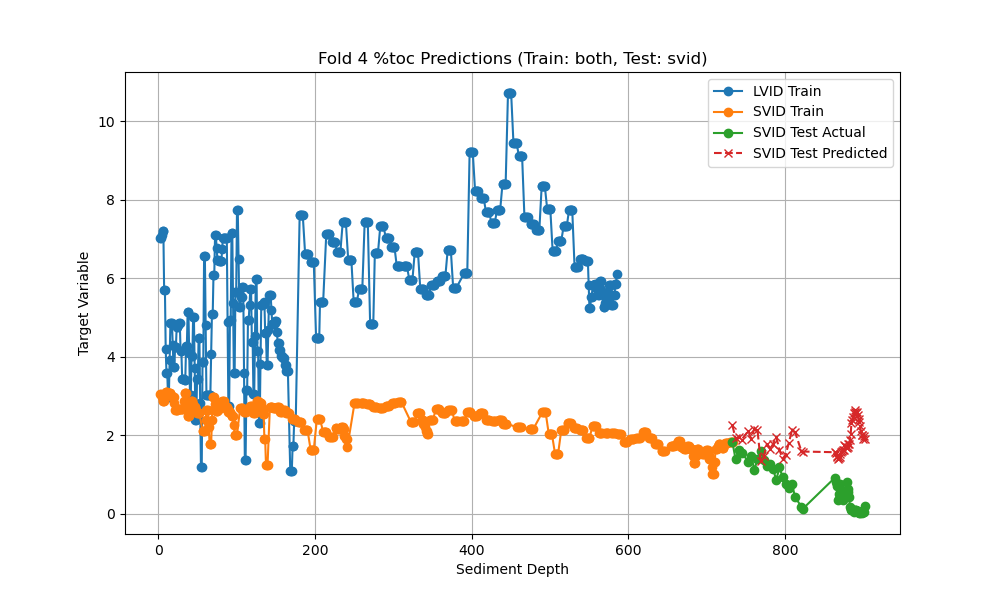 Fold 4 %toc Predictions (Train: both, Test: svid)
LVID Train
SVID Train
SVID Test Actual
SVID Test Predicted
Target Variable
10
8
6
4
2
0
0 200 400 600 800
Sediment Depth